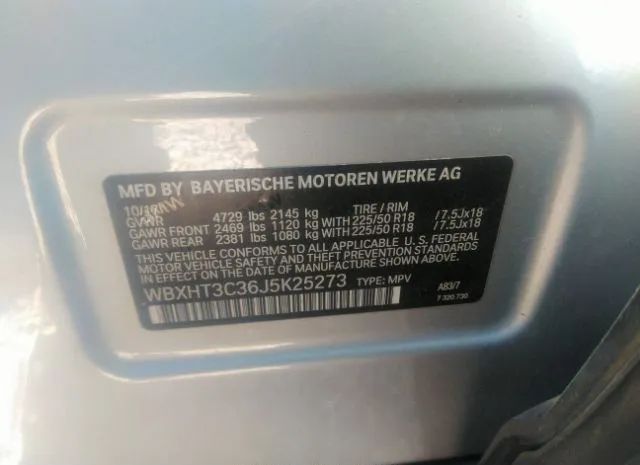 MFD BY BAYERISCHE MOTOREN WERKE AG
10/17
GVWR 4729 lbs 2145 kg TIRE / RIM
GAWR FRONT 2469 lbs 1120 kg WITH 225/50 R18 /7.5Jx18
GAWR REAR 2381 lbs 1080 kg WITH 225/50 R18 /7.5Jx18
THIS VEHICLE CONFORMS TO ALL APPLICABLE U. S. FEDERAL
MOTOR VEHICLE SAFETY AND THEFT PREVENTION STANDARDS
IN EFFECT ON THE DATE OF MANUFACTURE SHOWN ABOVE.
WBXHT3C36J5K25273 TYPE: MPV
A83/7
7 320 730